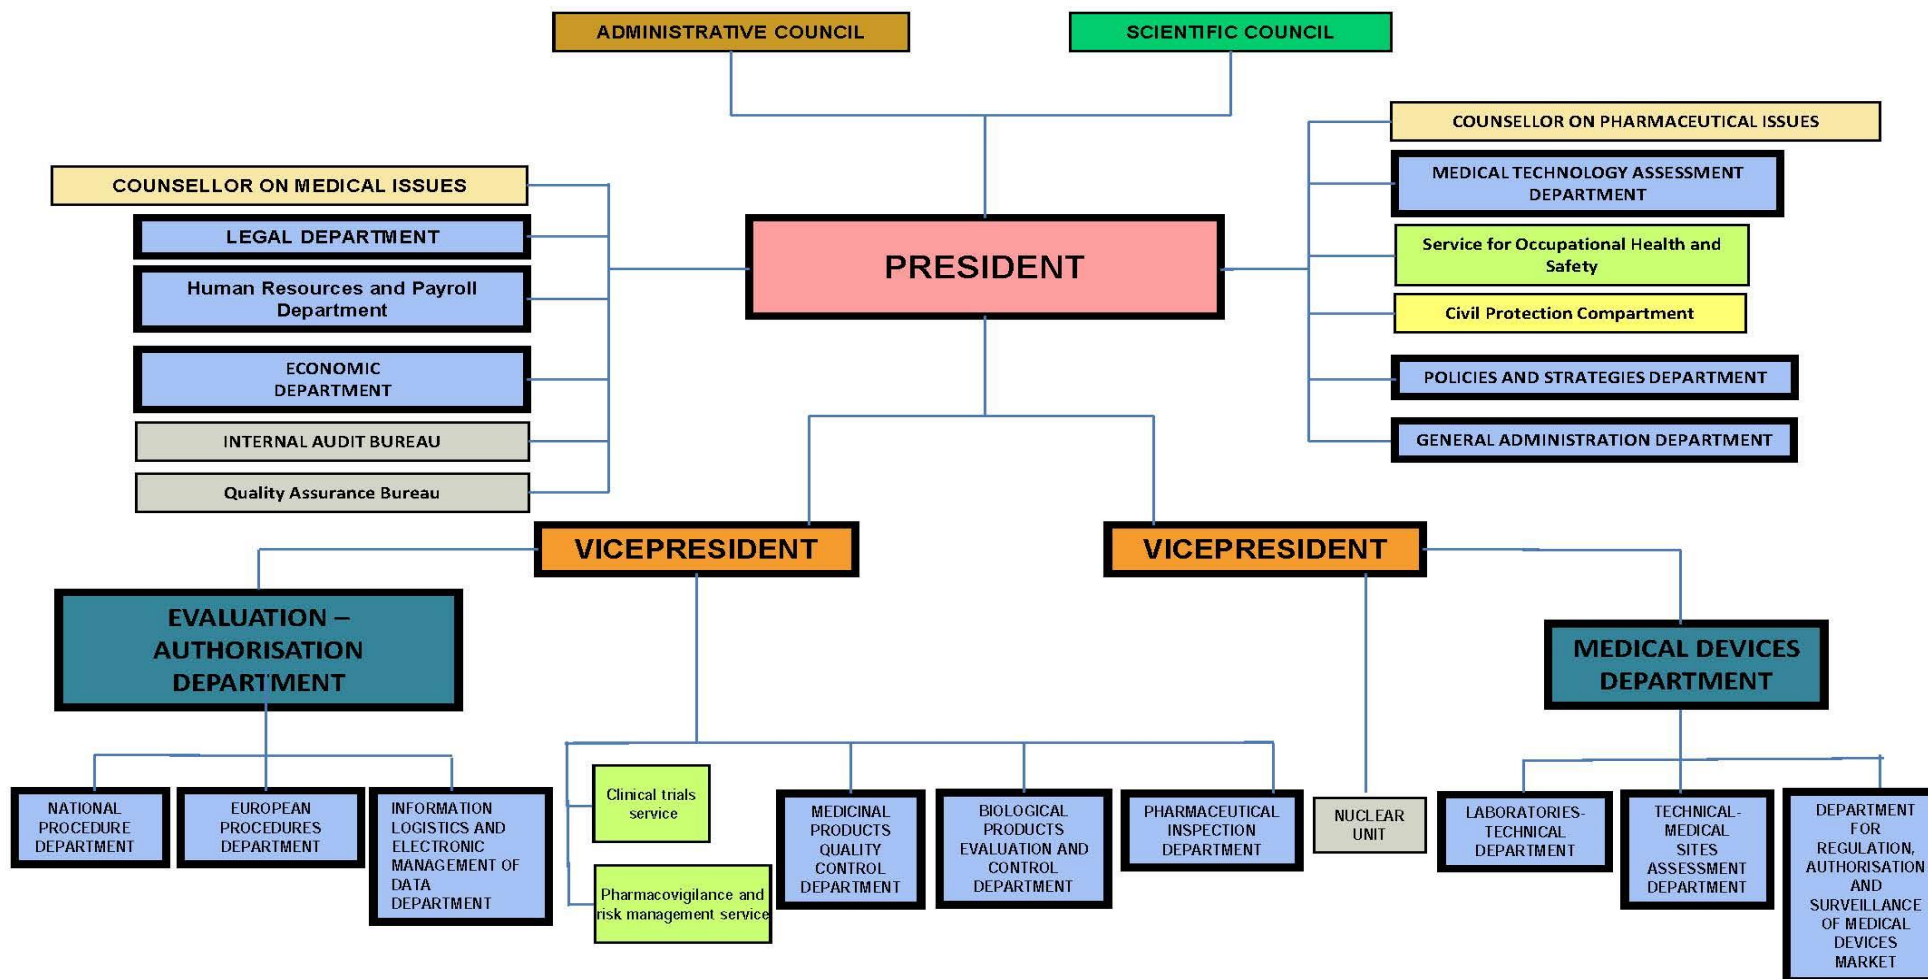 ADMINISTRATIVE COUNCIL
SCIENTIFIC COUNCIL
COUNSELLOR ON PHARMACEUTICAL ISSUES
COUNSELLOR ON MEDICAL ISSUES
MEDICAL TECHNOLOGY ASSESSMENT
DEPARTMENT
LEGAL DEPARTMENT
PRESIDENT
Service for Occupational Health and
Safety
Human Resources and Payroll
Department
Civil Protection Compartment
ECONOMIC
DEPARTMENT
POLICIES AND STRATEGIES DEPARTMENT
INTERNAL AUDIT BUREAU
GENERAL ADMINISTRATION DEPARTMENT
Quality Assurance Bureau
VICEPRESIDENT
VICEPRESIDENT
EVALUATION –
AUTHORISATION
DEPARTMENT
MEDICAL DEVICES
DEPARTMENT
NATIONAL
PROCEDURE
DEPARTMENT
EUROPEAN
PROCEDURES
DEPARTMENT
INFORMATION
LOGISTICS AND
ELECTRONIC
MANAGEMENT OF
DATA
DEPARTMENT
Clinical trials
service
Pharmacovigilance and
risk management service
MEDICINAL
PRODUCTS
QUALITY
CONTROL
DEPARTMENT
BIOLOGICAL
PRODUCTS
EVALUATION AND
CONTROL
DEPARTMENT
PHARMACEUTICAL
INSPECTION
DEPARTMENT
NUCLEAR
UNIT
LABORATORIES-
TECHNICAL
DEPARTMENT
TECHNICAL-
MEDICAL
SITES
ASSESSMENT
DEPARTMENT
DEPARTMENT
FOR
REGULATION,
AUTHORISATION
AND
SURVEILLANCE
OF MEDICAL
DEVICES
MARKET